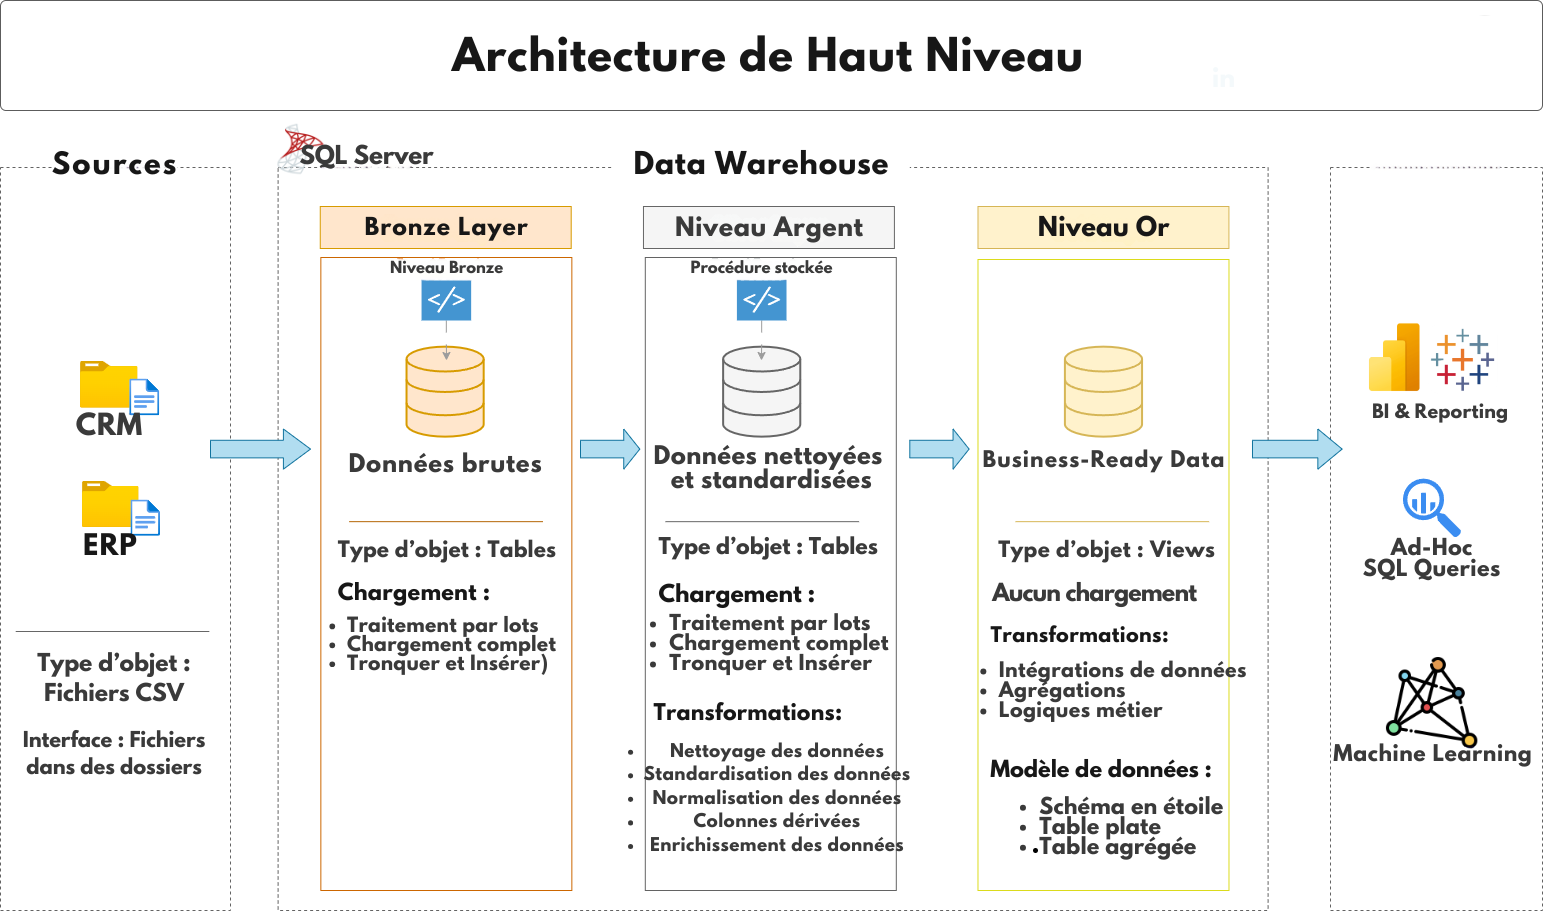 Architecture de Haut Niveau
in
Sources
SQL Server
Data Warehouse
CRM
ERP
Type d’objet :
Fichiers CSV
Interface : Fichiers
dans des dossiers
Bronze Layer
Niveau Bronze
</>
Données brutes
Type d’objet : Tables
Chargement :
• Traitement par lots
• Chargement complet
• Tronquer et Insérer)
Niveau Argent
Procédure stockée
</>
Données nettoyées
et standardisées
Type d’objet : Tables
Chargement :
• Traitement par lots
• Chargement complet
• Tronquer et Insérer
Transformations:
• Nettoyage des données
• Standardisation des données
• Normalisation des données
• Colonnes dérivées
• Enrichissement des données
Niveau Or
Business-Ready Data
Type d’objet : Views
Aucun chargement
Transformations:
• Intégrations de données
• Agrégations
• Logiques métier
Modèle de données :
• Schéma en étoile
• Table plate
• .Table agrégée
BI & Reporting
Ad-Hoc
SQL Queries
Machine Learning